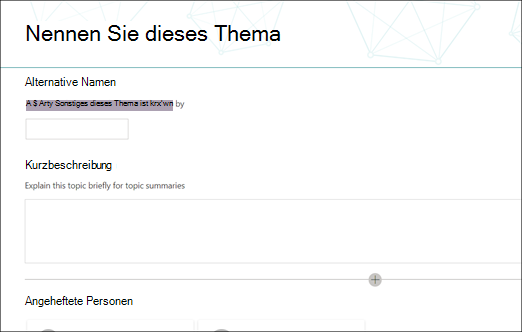 Nennen Sie dieses Thema
Alternative Namen
A $ Arty Sonstiges dieses Thema ist krx'wn by
Kurzbeschreibung
Explain this topic briefly for topic summaries
Angeheftete Personen